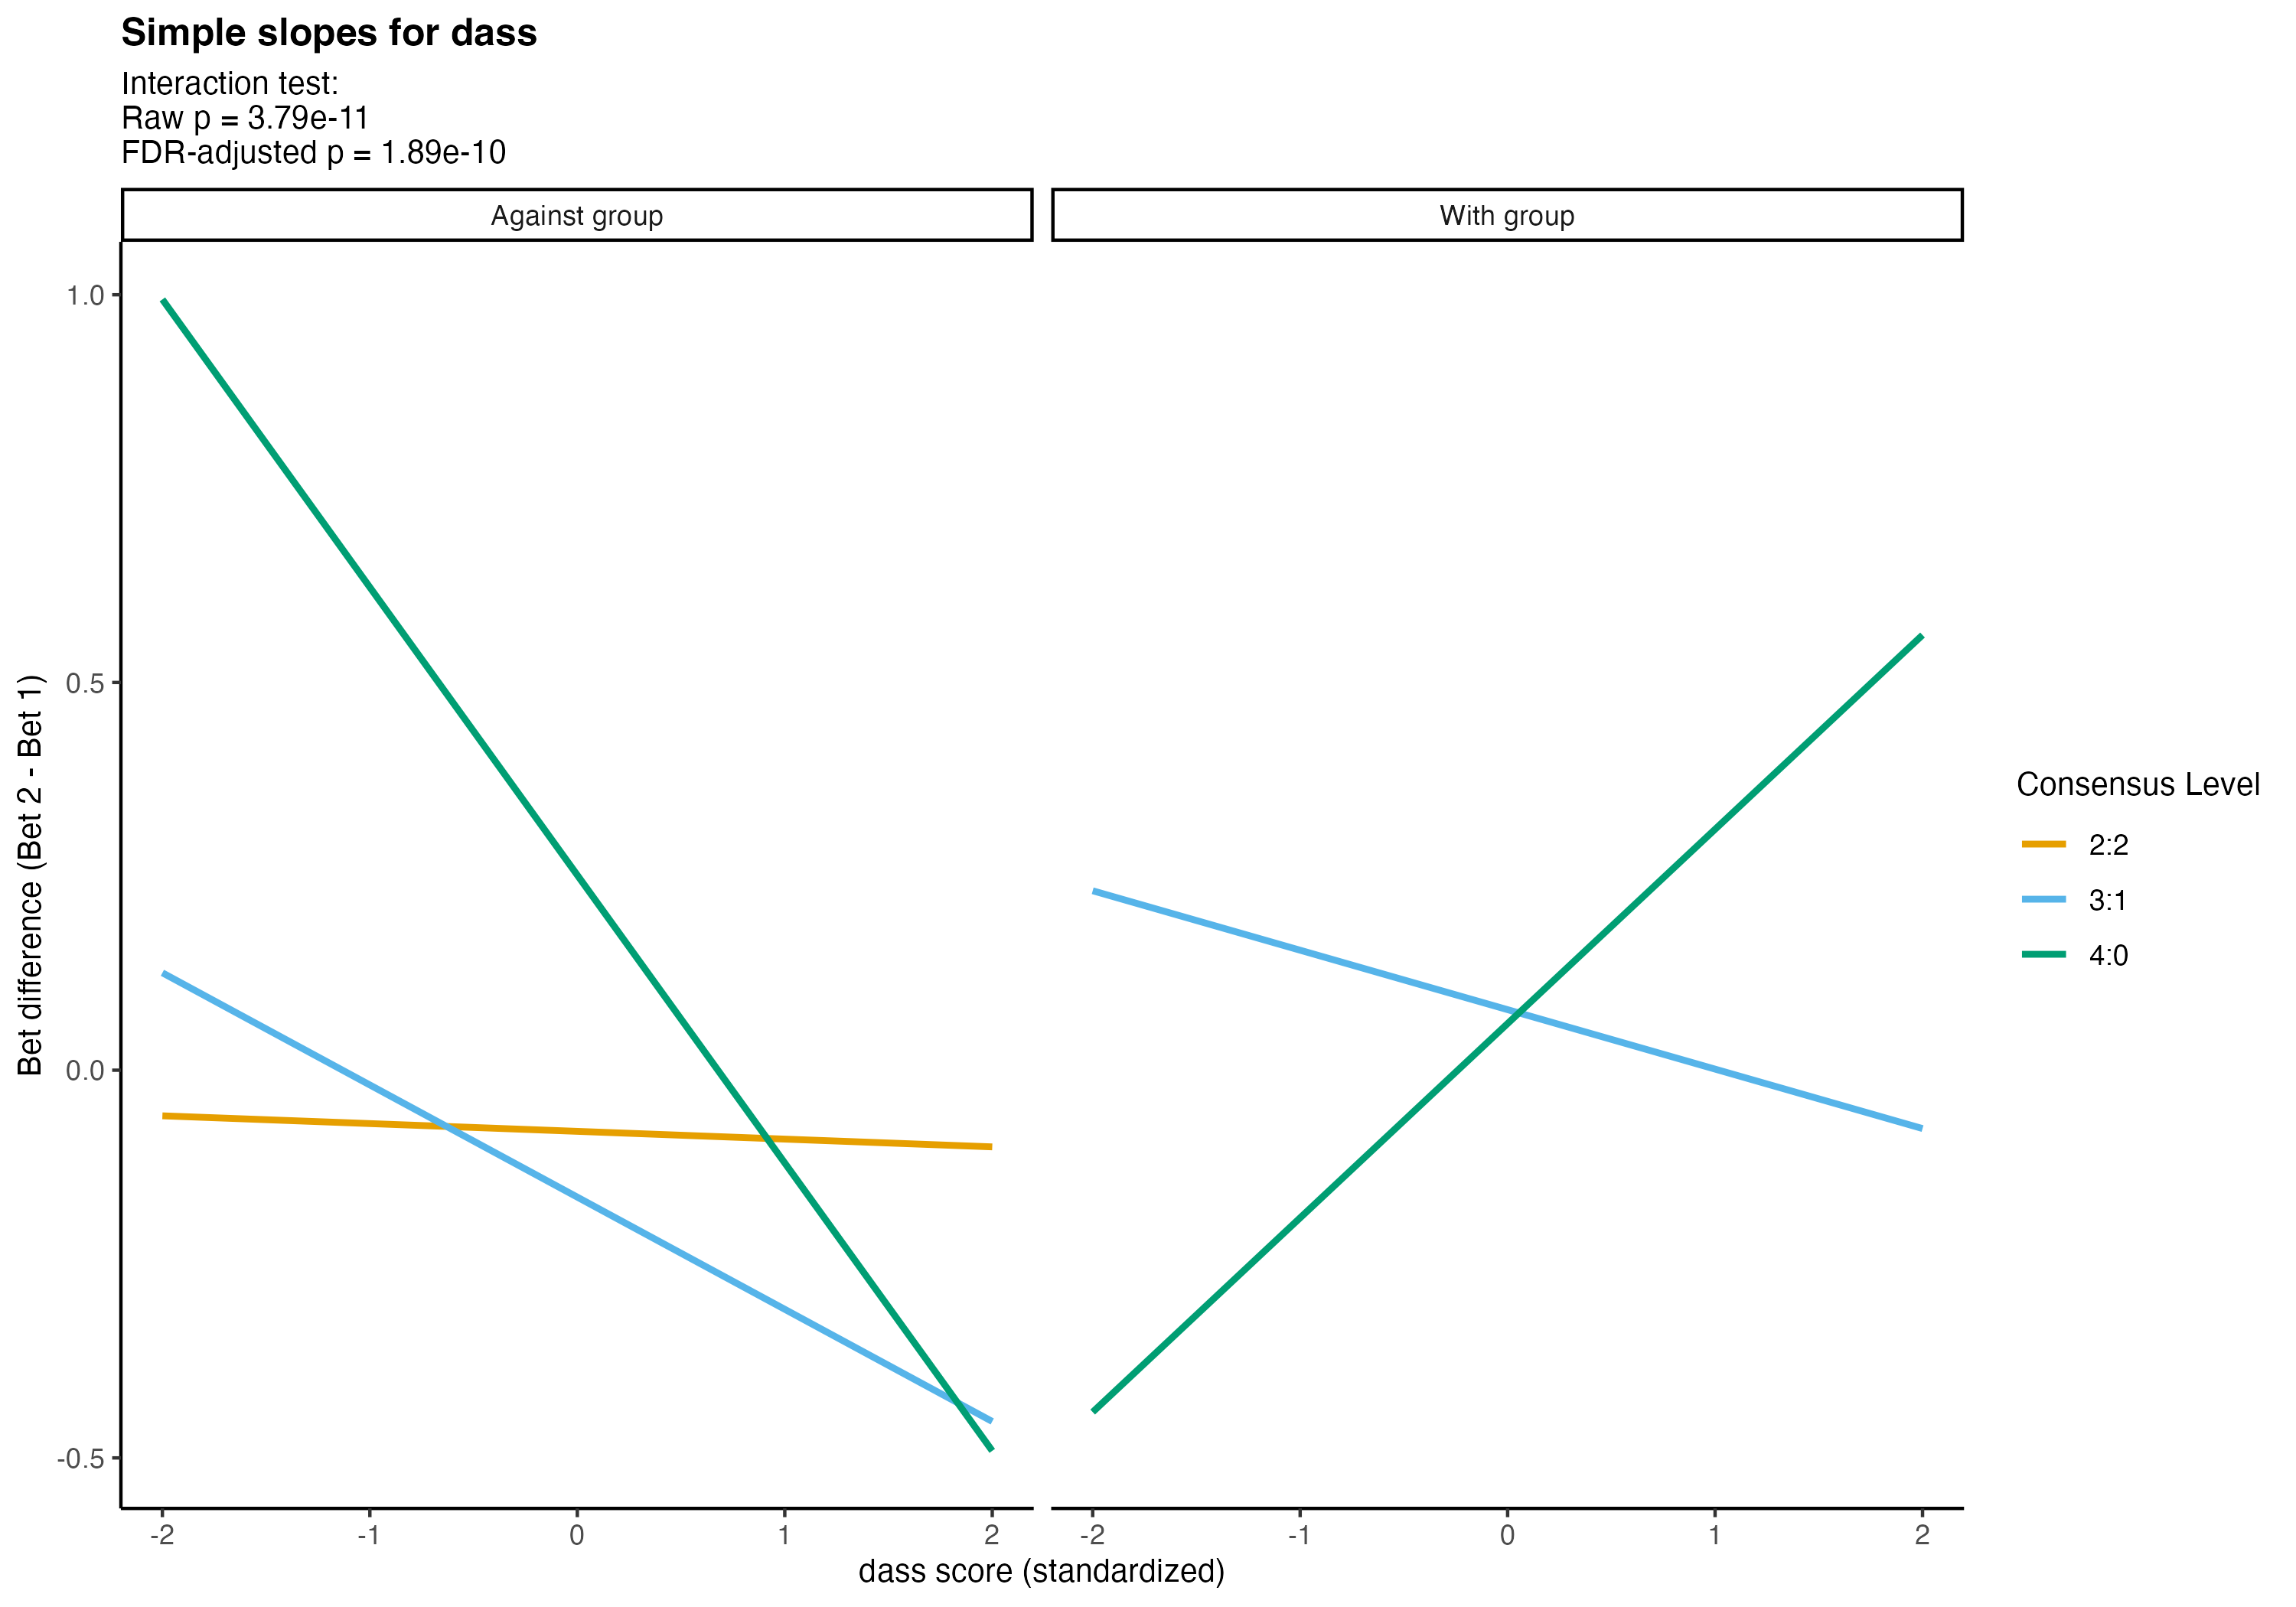 Simple slopes for dass
Interaction test:
Raw p = 3.79e-11
FDR-adjusted p = 1.89e-10
Against group
With group
Bet difference (Bet 2 - Bet 1)
1.0
0.5
0.0
-0.5
-2 -1 0 1 2
-2 -1 0 1 2
dass score (standardized)
Consensus Level
2:2
3:1
4:0